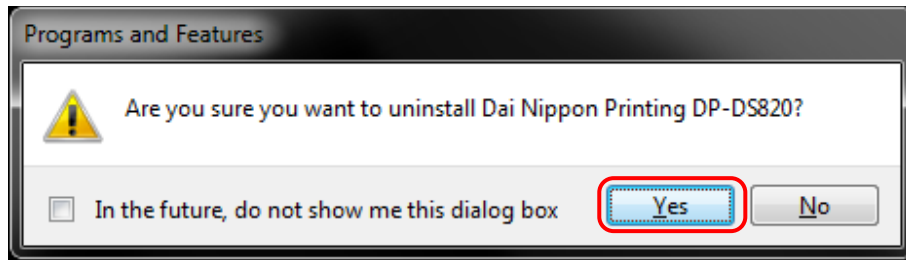 Programs and Features
Are you sure you want to uninstall Dai Nippon Printing DP-DS820?
In the future, do not show me this dialog box
Yes
No